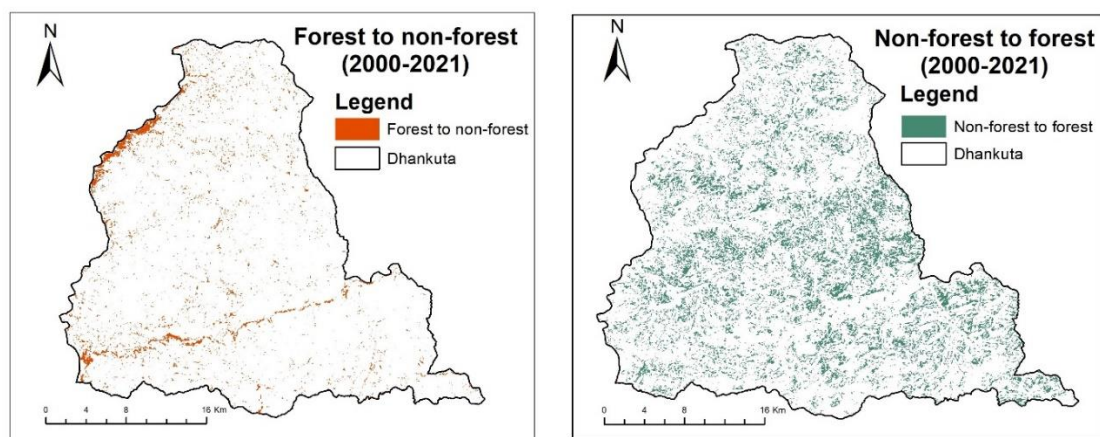 N
Forest to non-forest
(2000-2021)
Legend
Forest to non-forest
Dhankuta
0 4 8 16 Km
N
Non-forest to forest
(2000-2021)
Legend
Non-forest to forest
Dhankuta
0 4 8 16 Km